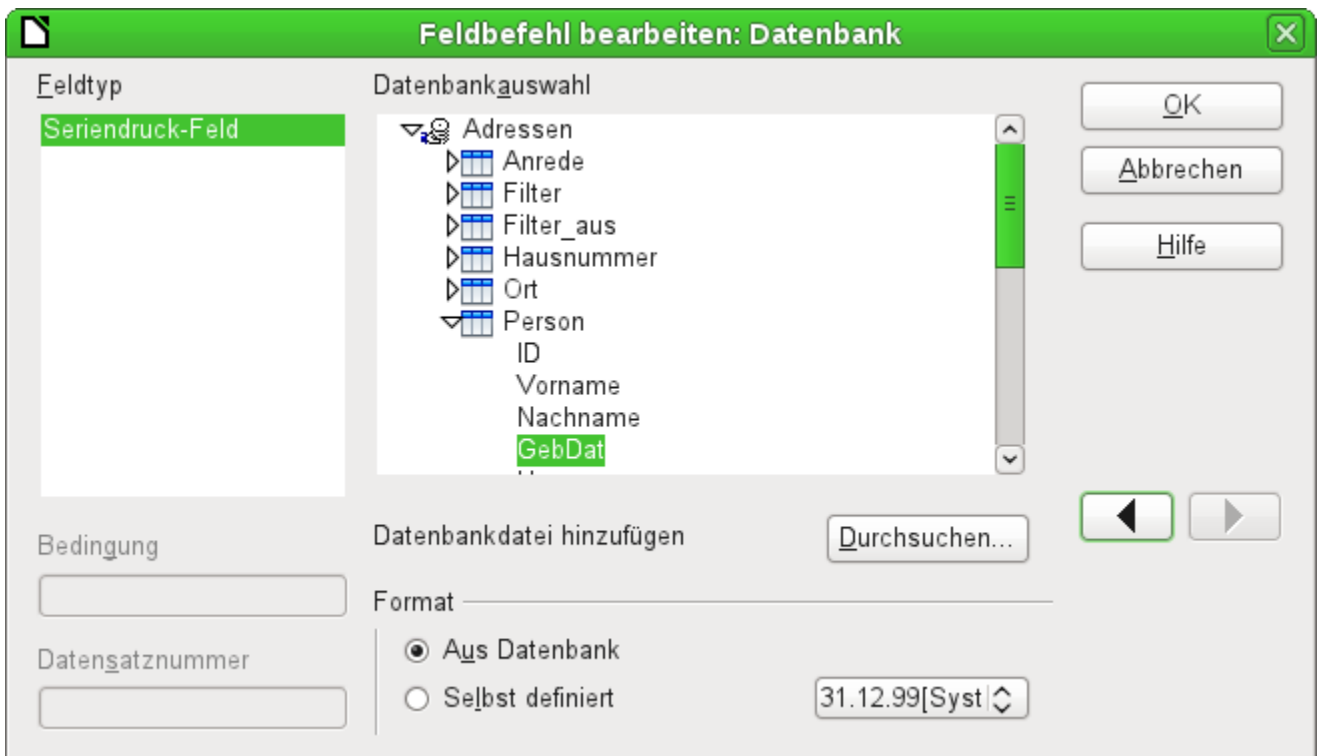 Feldbefehl bearbeiten: Datenbank
Feldtyp
Seriendruck-Feld
Datenbankauswahl
Adressen
Anrede
Filter
Filter_aus
Hausnummer
Ort
Person
ID
Vorname
Nachname
GebDat
OK
Abbrechen
Hilfe
Bedingung
Datensatznummer
Datenbankdatei hinzufügen
Durchsuchen...
Format
Aus Datenbank
Selbst definiert
31.12.99[Syst